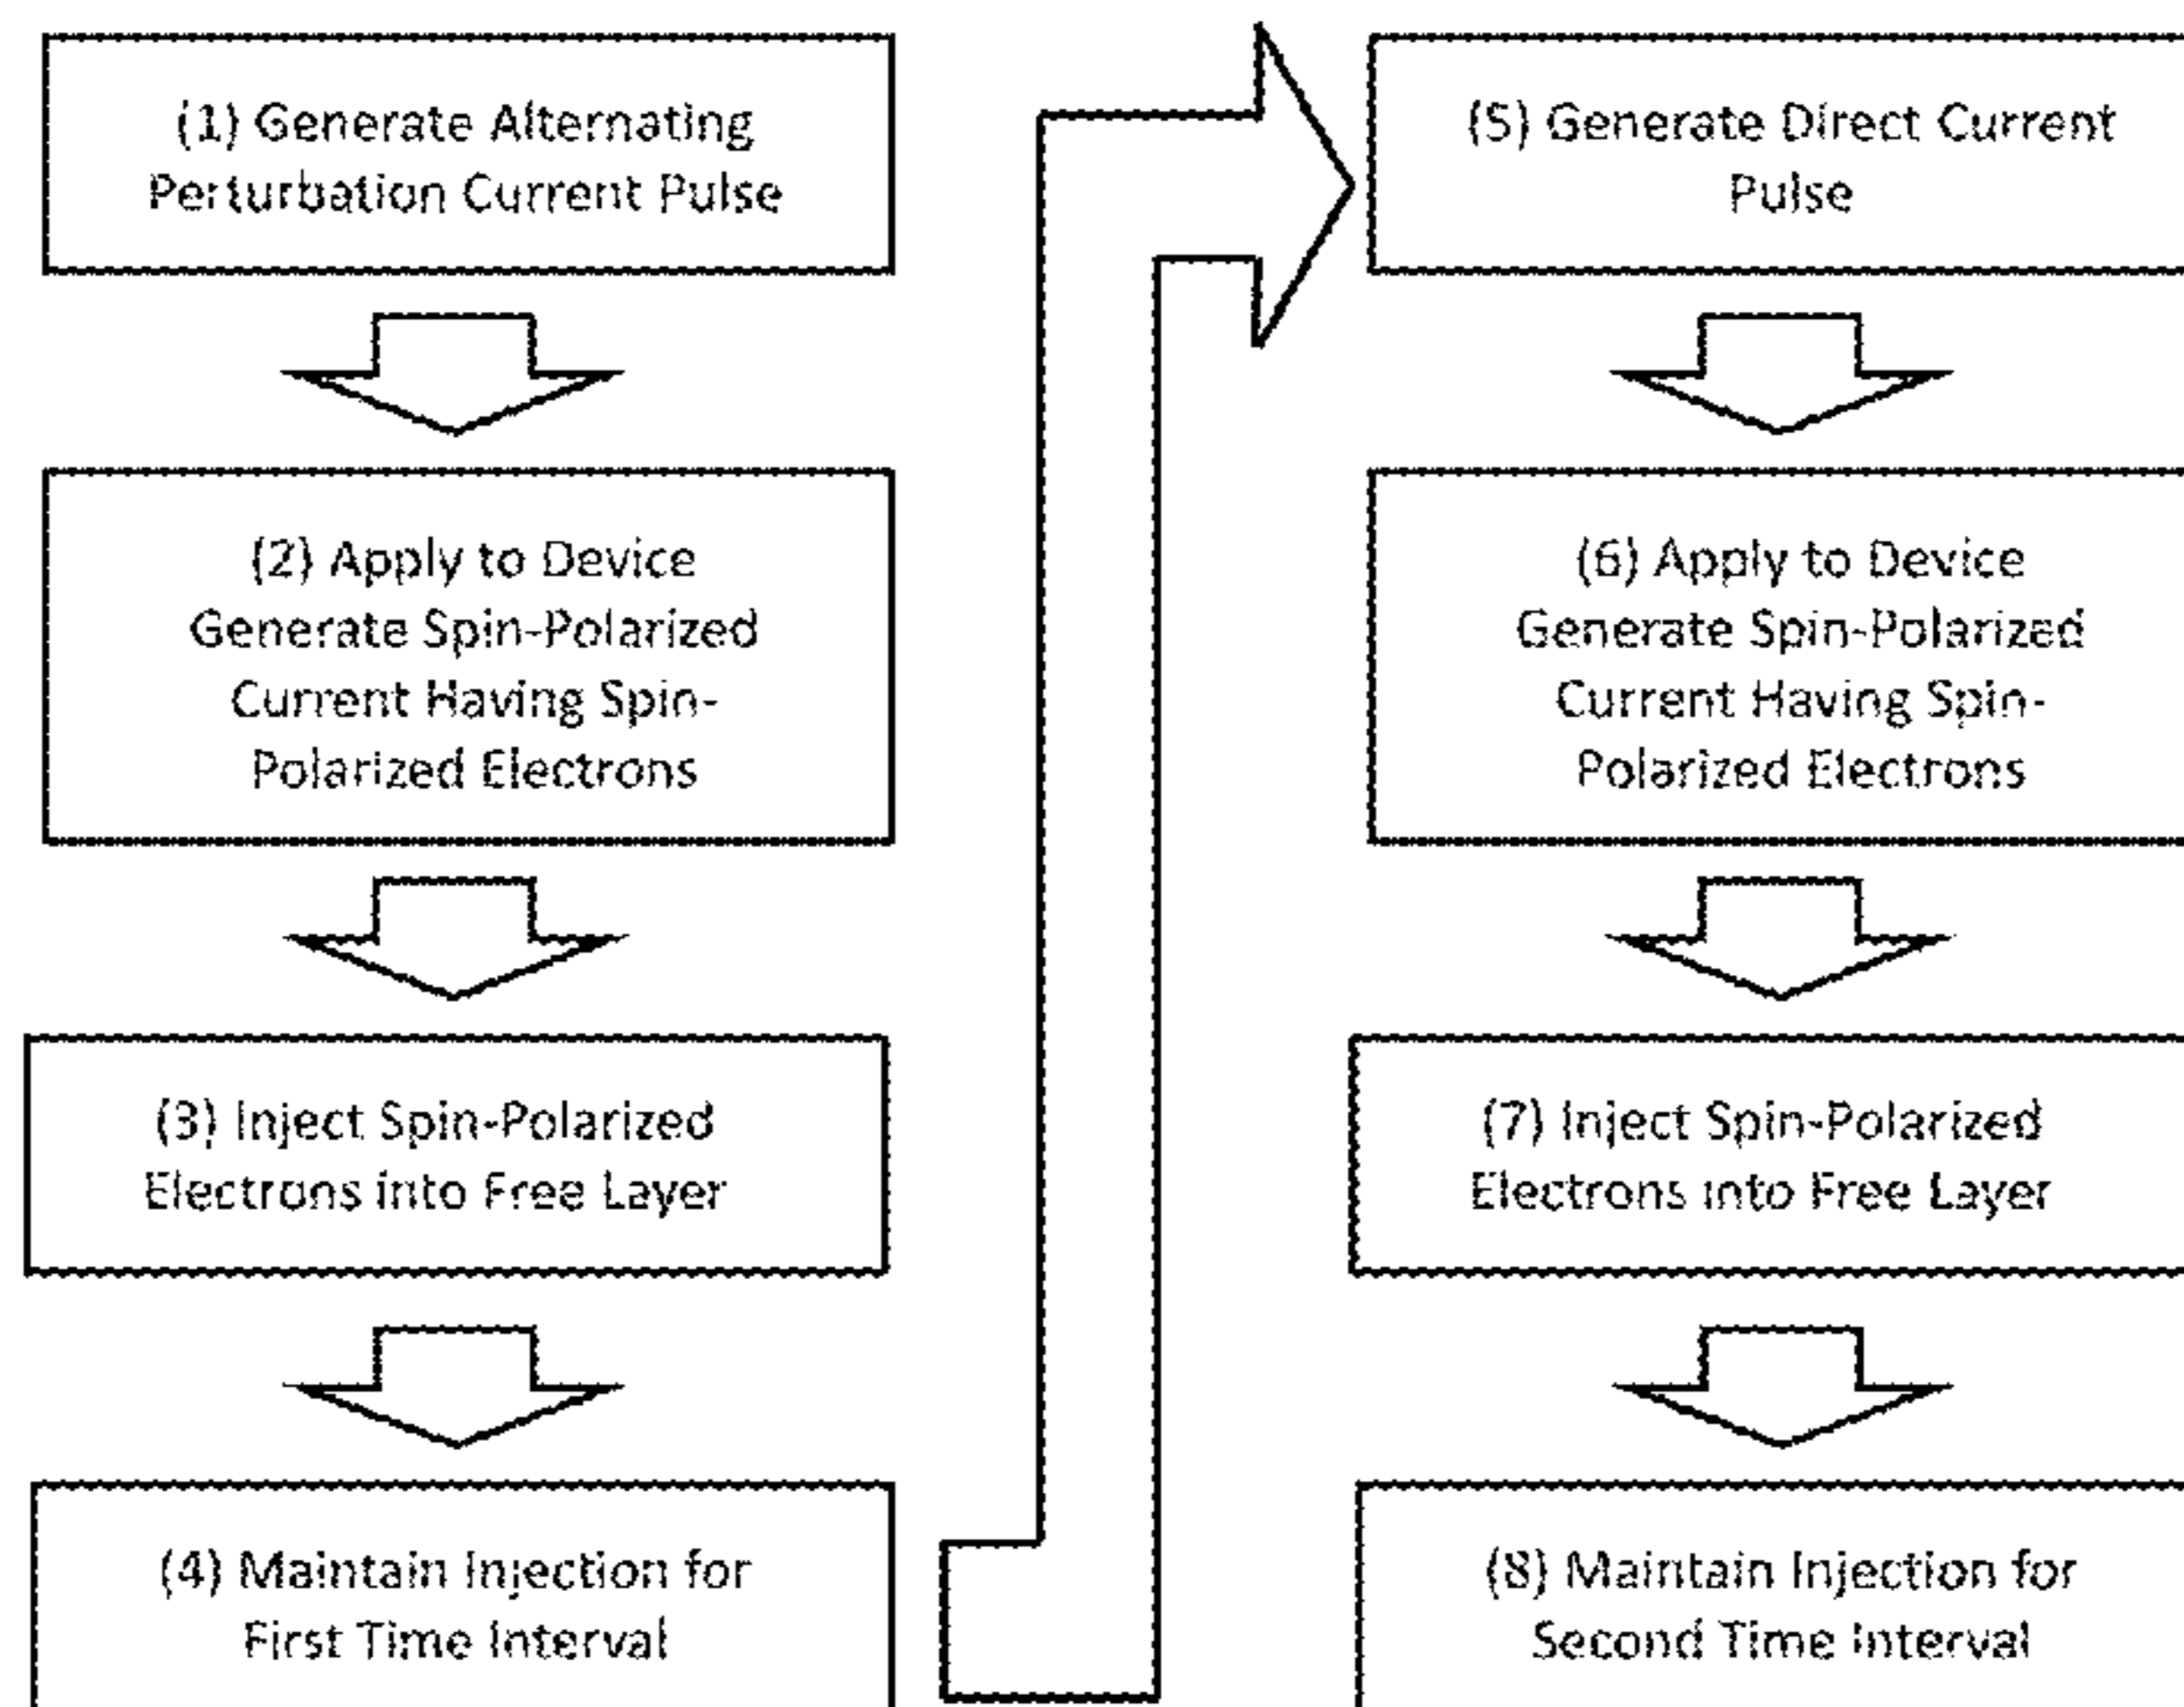 (1) Generate Alternating
Perturbation Current Pulse
(2) Apply to Device
Generate Spin-Polarized
Current Having Spin-
Polarized Electrons
(3) Inject Spin-Polarized
Electrons into Free Layer
(4) Maintain Injection for
First Time Interval
(5) Generate Direct Current
Pulse
(6) Apply to Device
Generate Spin-Polarized
Current Having Spin-
Polarized Electrons
(7) Inject Spin-Polarized
Electrons into Free Layer
(8) Maintain Injection for
Second Time Interval